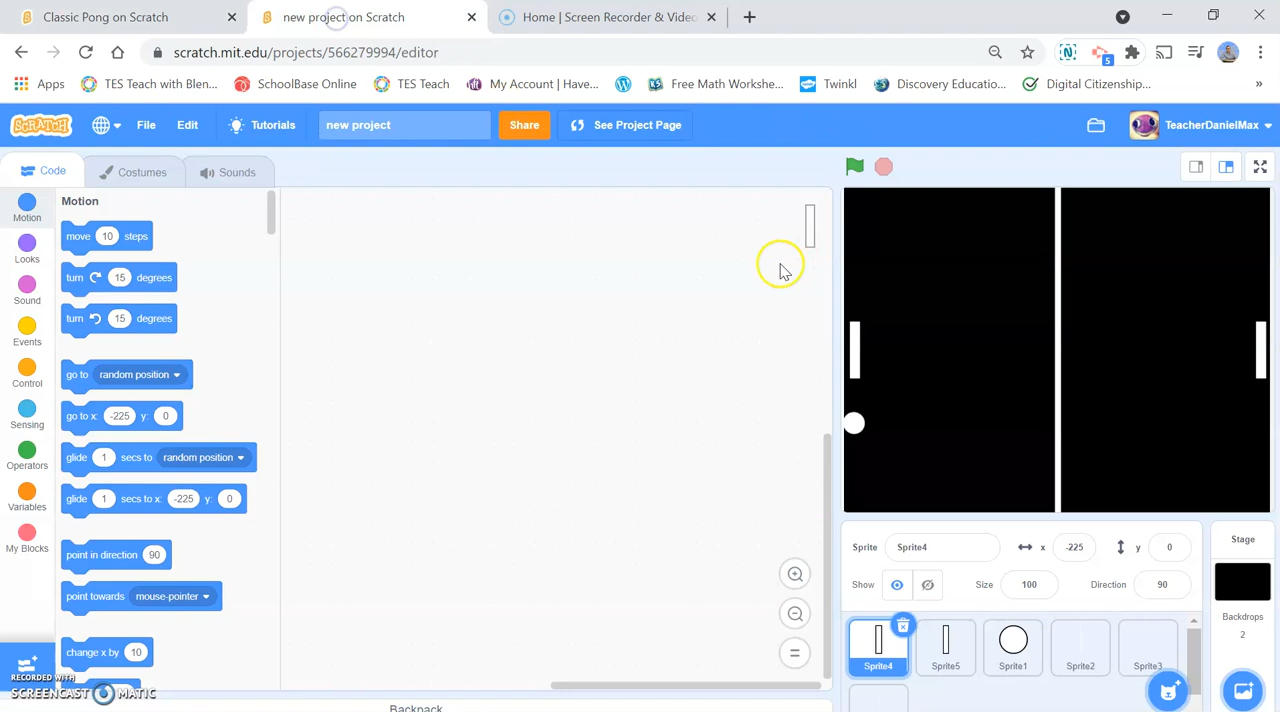 Classic Pong on Scratch
new project on Scratch
Home | Screen Recorder & Video
scratch.mit.edu/projects/566279994/editor
5
Apps
TES Teach with Blen...
SchoolBase Online
TES Teach
My Account | Have...
Free Math Workshe...
Twinkl
Discovery Educatio...
Digital Citizenship...
»
SCRATCH
File
Edit
Tutorials
new project
Share
See Project Page
TeacherDanielMax
Code
Costumes
Sounds
Motion
Looks
Sound
Events
Control
Sensing
Operators
Variables
My Blocks
Motion
move 10 steps
turn 15 degrees
turn 15 degrees
go to random position
go to x: -225 y: 0
glide 1 secs to random position
glide 1 secs to x: -225 y: 0
point in direction 90
point towards mouse-pointer
change x by 10
Sprite Sprite4 x -225 y 0
Show Size 100 Direction 90
Sprite4
Sprite5
Sprite1
Sprite2
Sprite3
Stage
Backdrops
2
Backpack
RECORDED WITH
SCREENCAST MATIC